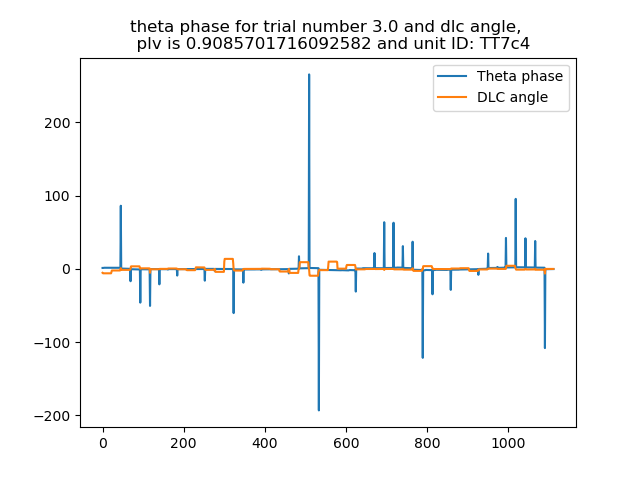 theta phase for trial number 3.0 and dlc angle,
plv is 0.9085701716092582 and unit ID: TT7c4
Theta phase
DLC angle
200
100
0
−100
−200
0
200
400
600
800
1000